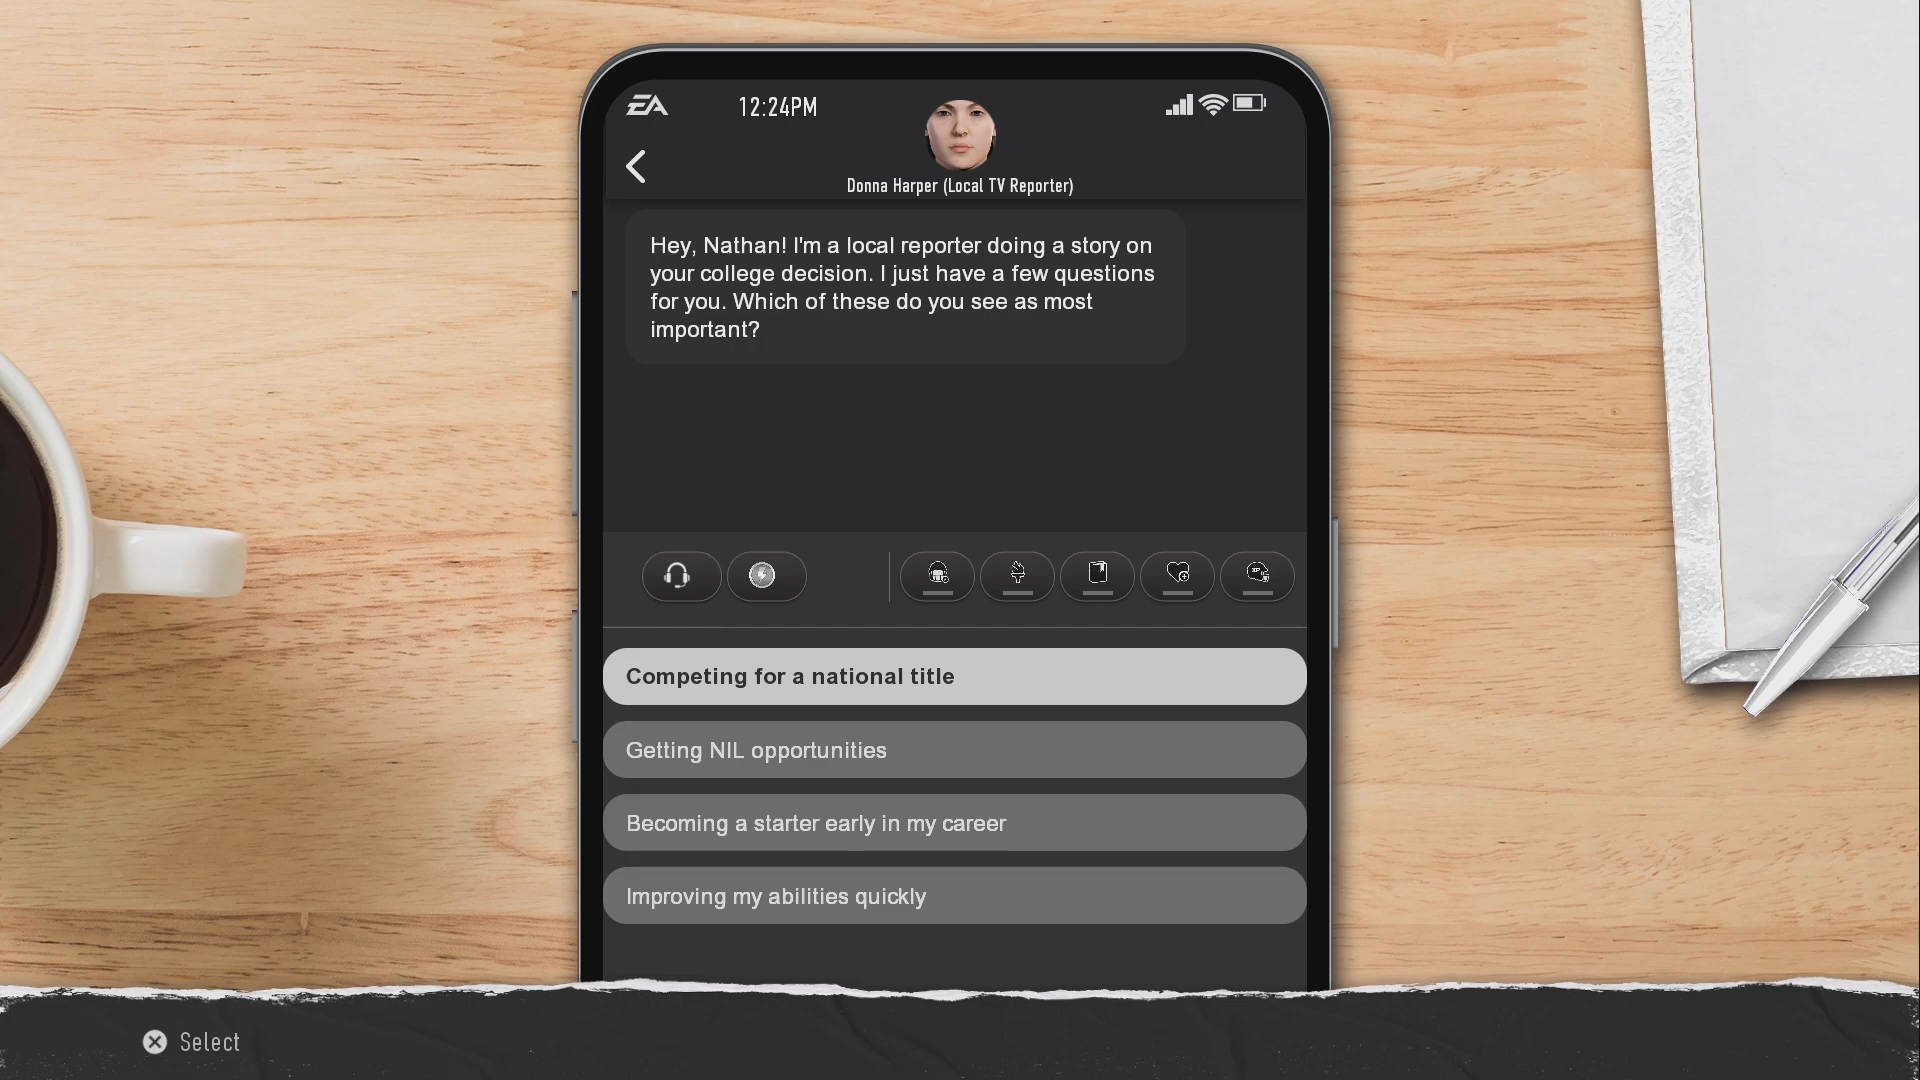 EA
12:24PM
Donna Harper (Local TV Reporter)
Hey, Nathan! I'm a local reporter doing a story on
your college decision. I just have a few questions
for you. Which of these do you see as most
important?
XP
Competing for a national title
Getting NIL opportunities
Becoming a starter early in my career
Improving my abilities quickly
Select